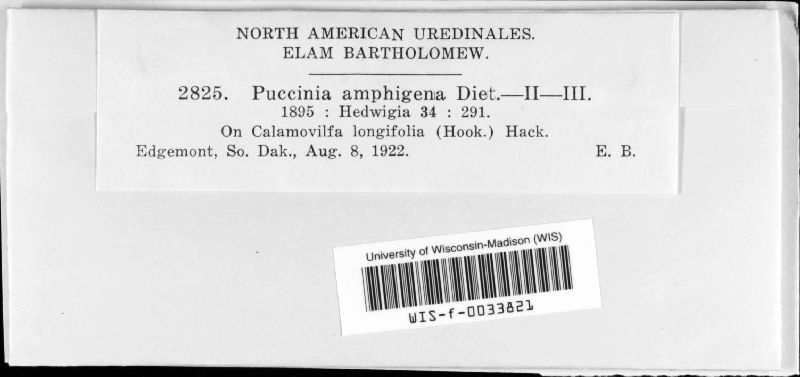 NORTH AMERICAN UREDINALES.
ELAM BARTHOLOMEW.
2825. Puccinia amphigena Diet.—II—III.
1895 : Hedwigia 34 : 291.
On Calamovilfa longifolia (Hook.) Hack.
Edgemont, So. Dak., Aug. 8, 1922. E. B.
University of Wisconsin-Madison (WIS)
WIS-f-0033821